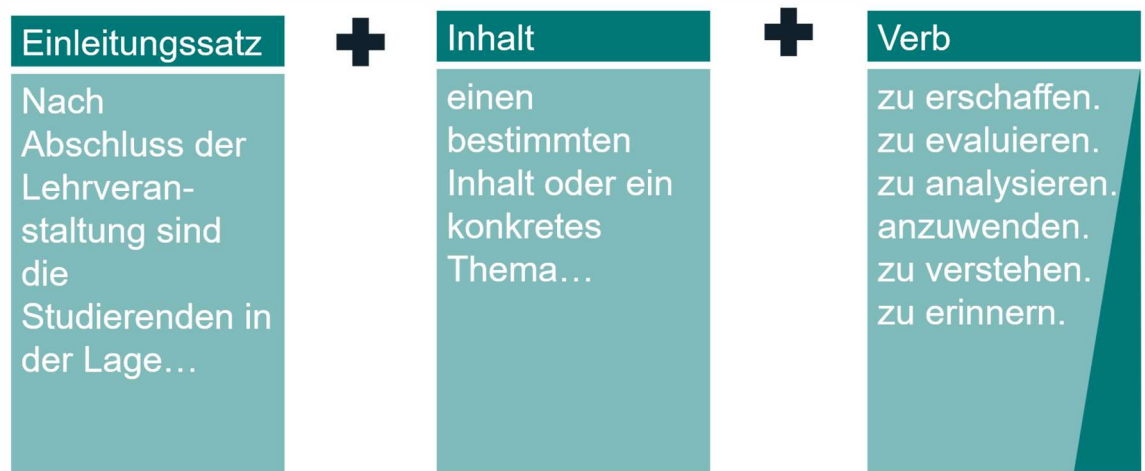 Einleitungssatz
Nach
Abschluss der
Lehrveran-
staltung sind
die
Studierenden in
der Lage…
Inhalt
einen
bestimmten
Inhalt oder ein
konkretes
Thema…
Verb
zu erschaffen.
zu evaluieren.
zu analysieren.
anzuwenden.
zu verstehen.
zu erinnern.